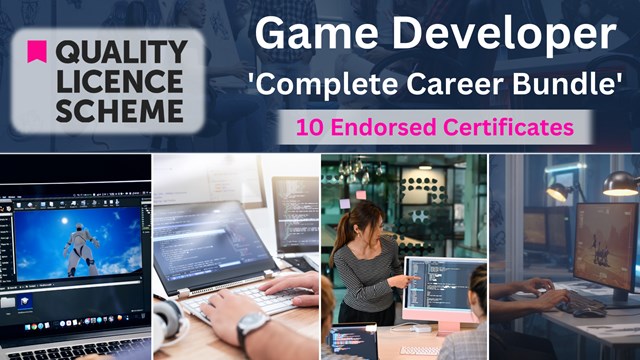 QUALITY
LICENCE
SCHEME
Game Developer
'Complete Career Bundle'
10 Endorsed Certificates